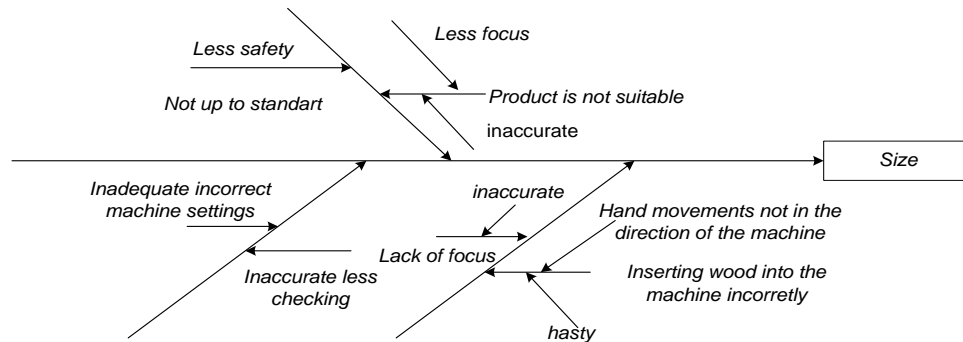 Less focus
Less safety
Not up to standart
Product is not suitable
inaccurate
Size
Inadequate incorrect
machine settings
inaccurate
Hand movements not in the
direction of the machine
Lack of focus
Inaccurate less
checking
Inserting wood into the
machine incorretly
hasty